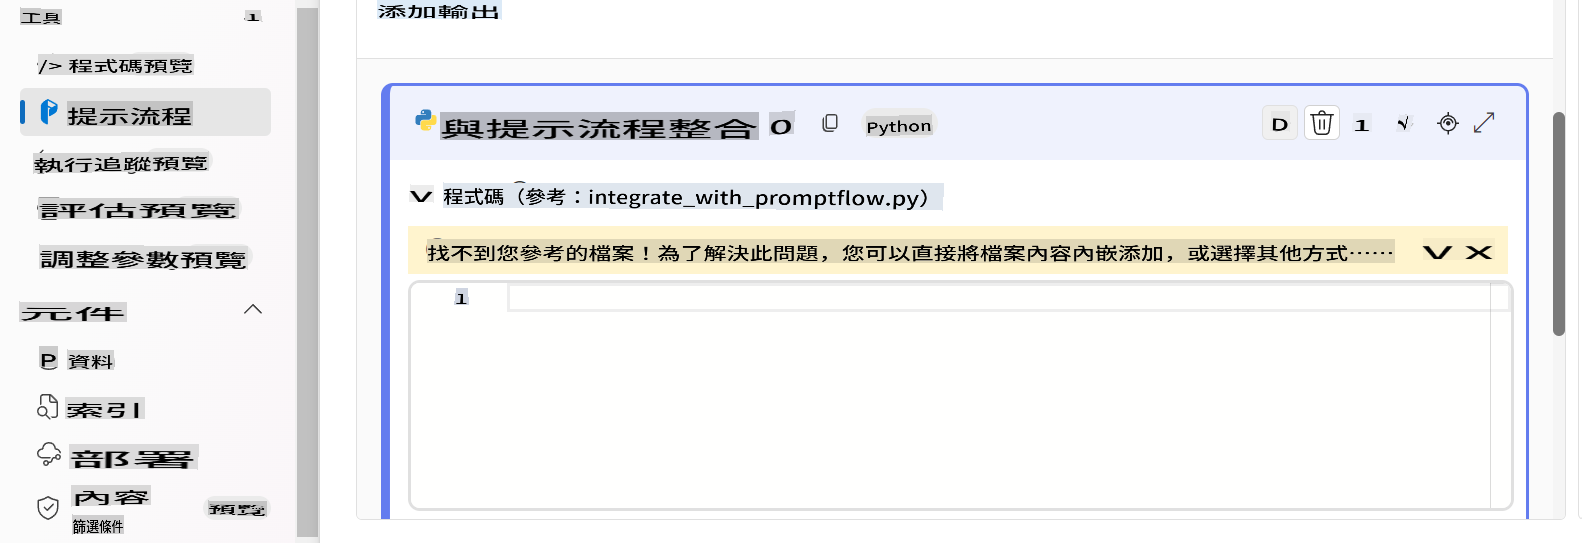 工具 1
/> 程式碼預覽
提示流程
執行追蹤預覽
評估預覽
調整參數預覽
元件
P 資料
索引
部署
內容 預覽
篩選條件
添加輸出
與提示流程整合 0 Python D 1 √
程式碼（參考：integrate_with_promptflow.py）
找不到您參考的檔案！為了解決此問題，您可以直接將檔案內容內嵌添加，或選擇其他方式⋯⋯
1